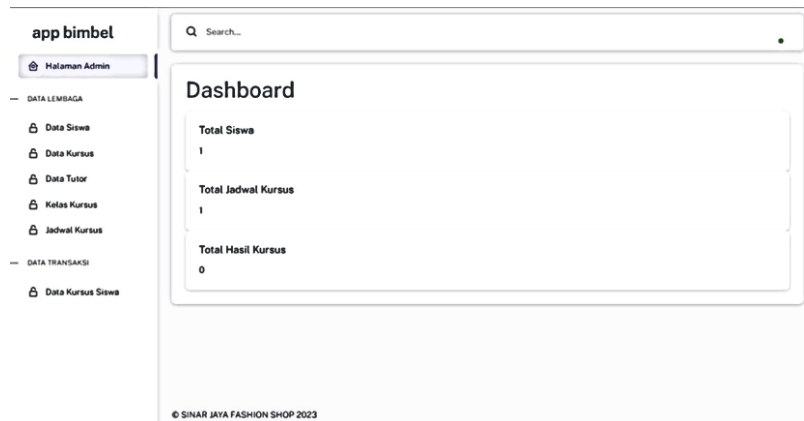 app bimbel
Halaman Admin
DATA LEMBAGA
Data Siswa
Data Kursus
Data Tutor
Kelas Kursus
Jadwal Kursus
DATA TRANSAKSI
Data Kursus Siswa
Search...
Dashboard
Total Siswa
1
Total Jadwal Kursus
1
Total Hasil Kursus
0
© SINAR JAYA FASHION SHOP 2023